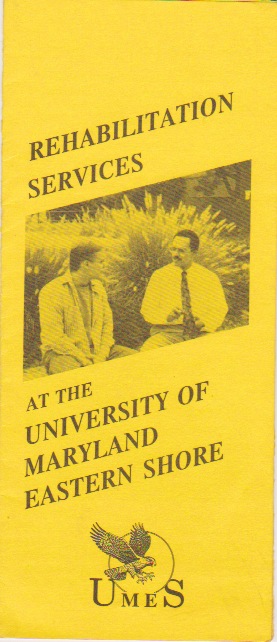 REHABILITATION
SERVICES
AT THE
UNIVERSITY OF
MARYLAND
EASTERN SHORE
UMES